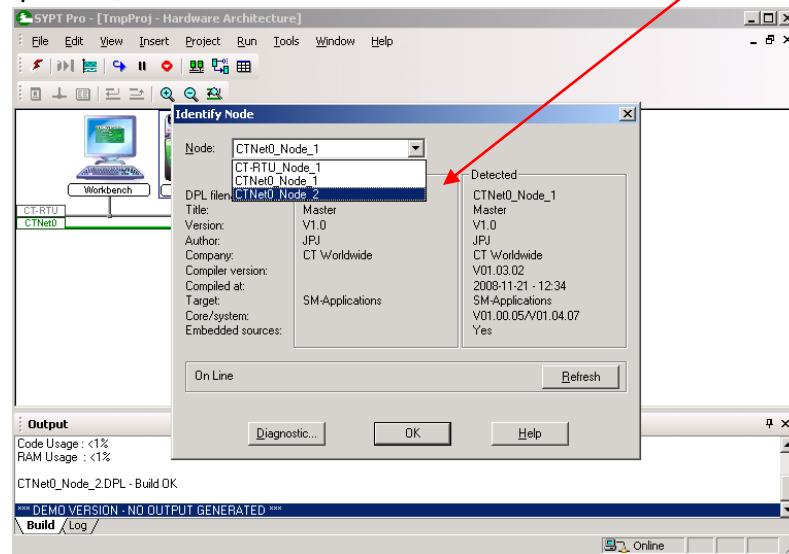 SYPT Pro - [TmpProj - Hardware Architecture]
File Edit View Insert Project Run Tools Window Help
Identify Node
Node: CTNet0_Node_1
CT-RTU_Node_1
CTNet0_Node_1
CTNet0_Node_2
Detected
DPL filen
CTNet0_Node_1
Title: Master Master
Version: V1.0 V1.0
Author: JPJ JPJ
Company: CT Worldwide CT Worldwide
Compiler version: V01.03.02
Compiled at: 2008-11-21 - 12:34
Target: SM-Applications SM-Applications
Core/system: V01.00.05/V01.04.07
Embedded sources: Yes
On Line Refresh
Diagnostic... OK Help
Workbench
CT-RTU
CTNet0
Output
Code Usage : <1%
RAM Usage : <1%
CTNet0_Node_2.DPL - Build OK
*** DEMO VERSION - NO OUTPUT GENERATED ***
Build Log
Online